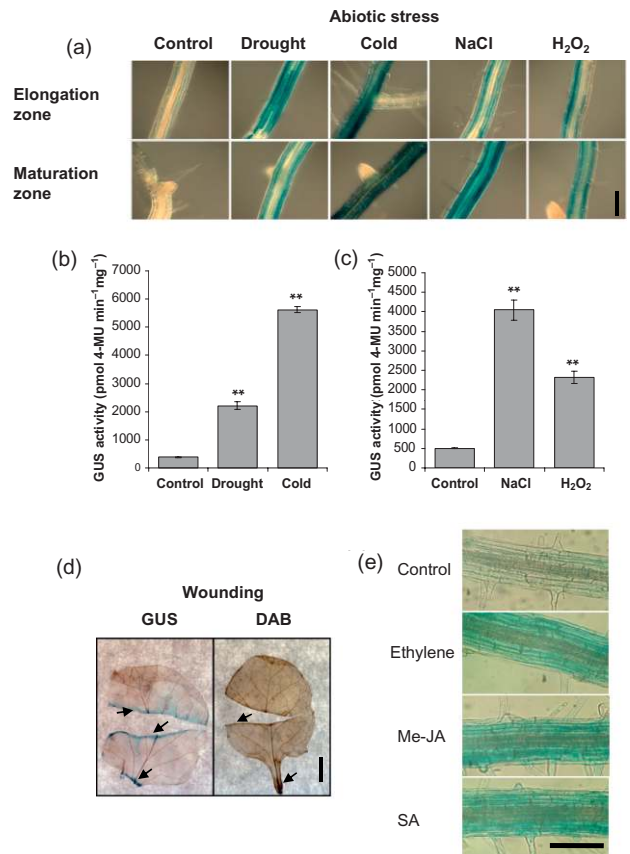 Abiotic stress
(a)
Control Drought Cold NaCl H₂O₂
Elongation zone
Maturation zone
(b)
GUS activity (pmol 4-MU min⁻¹mg⁻¹)
7000
6000
5000
4000
3000
2000
1000
0
**
**
Control Drought Cold
(c)
GUS activity (pmol 4-MU min⁻¹mg⁻¹)
5000
4500
4000
3500
3000
2500
2000
1500
1000
500
0
**
**
Control NaCl H₂O₂
(d)
Wounding
GUS DAB
(e)
Control
Ethylene
Me-JA
SA